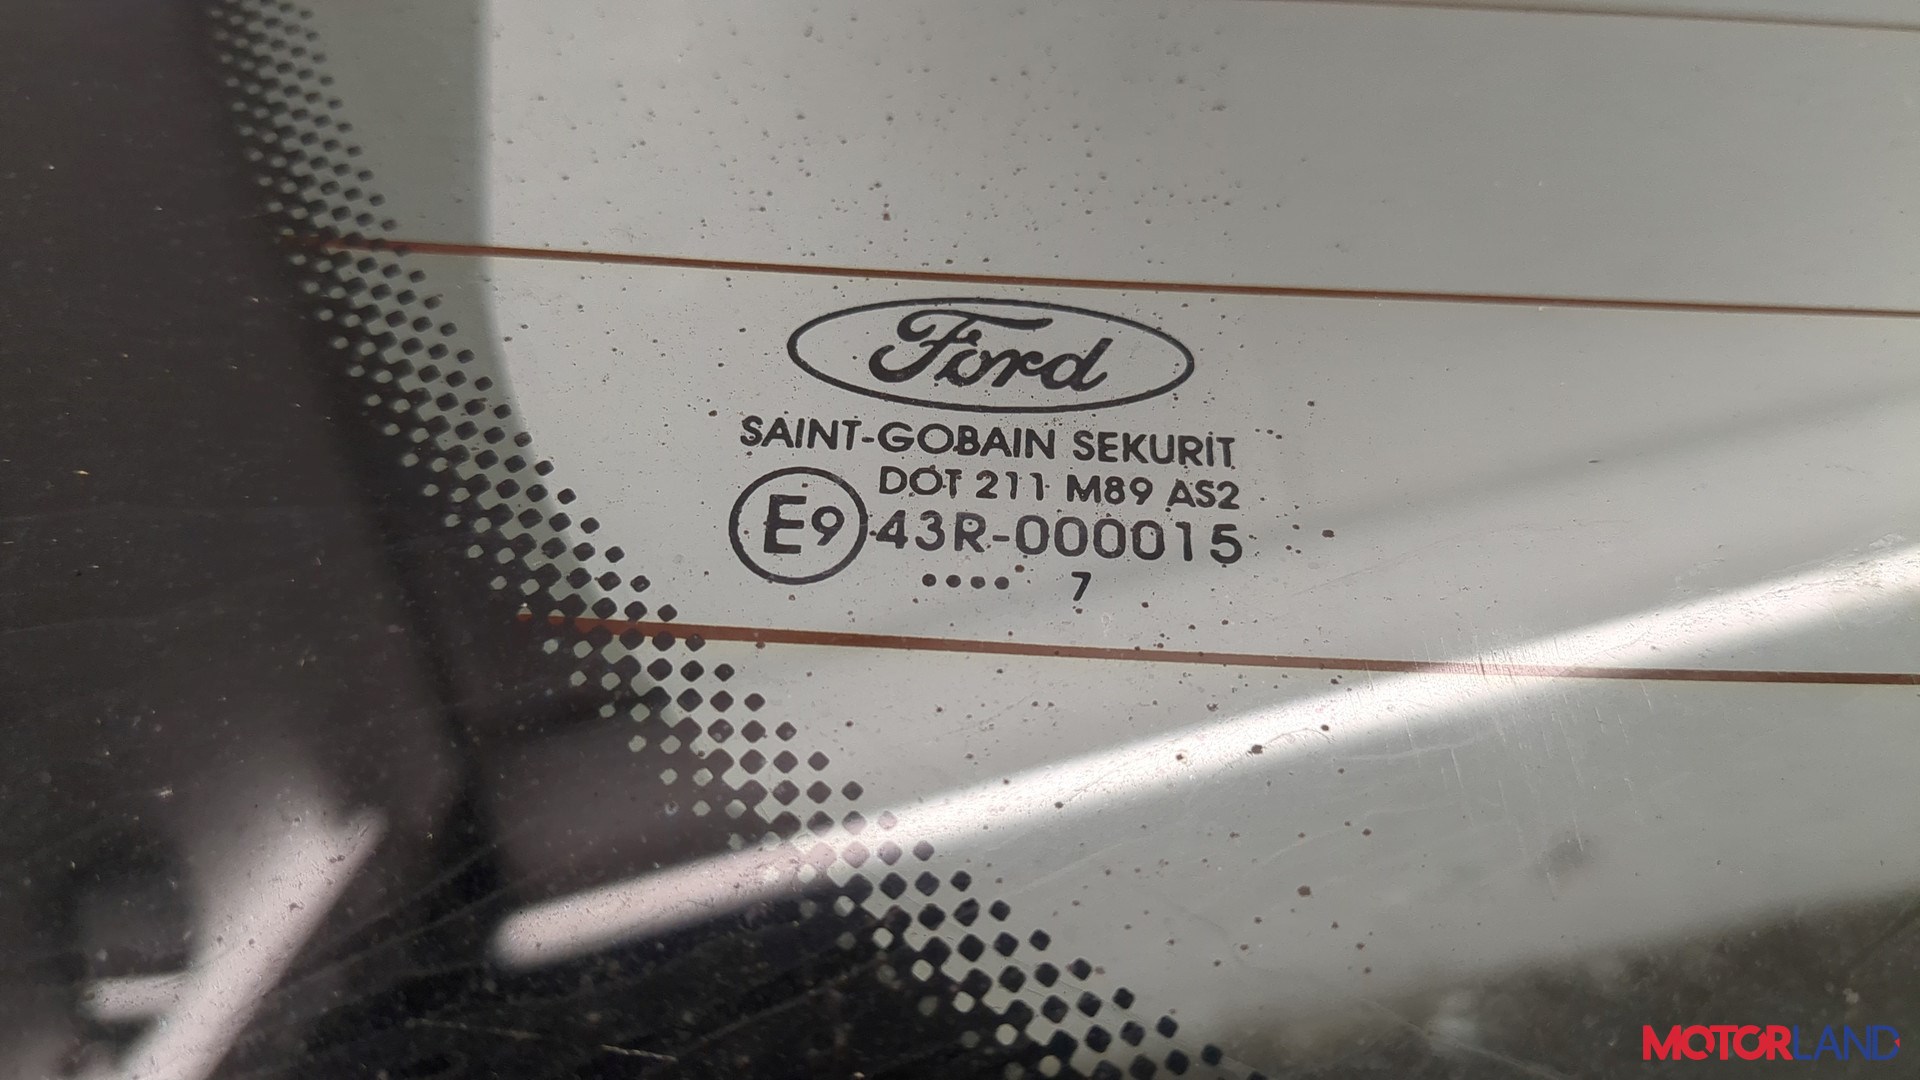 Ford
SAINT-GOBAIN SEKURIT
DOT 211 M89 AS2
E9 43R-000015
.... 7
MOTORLAND